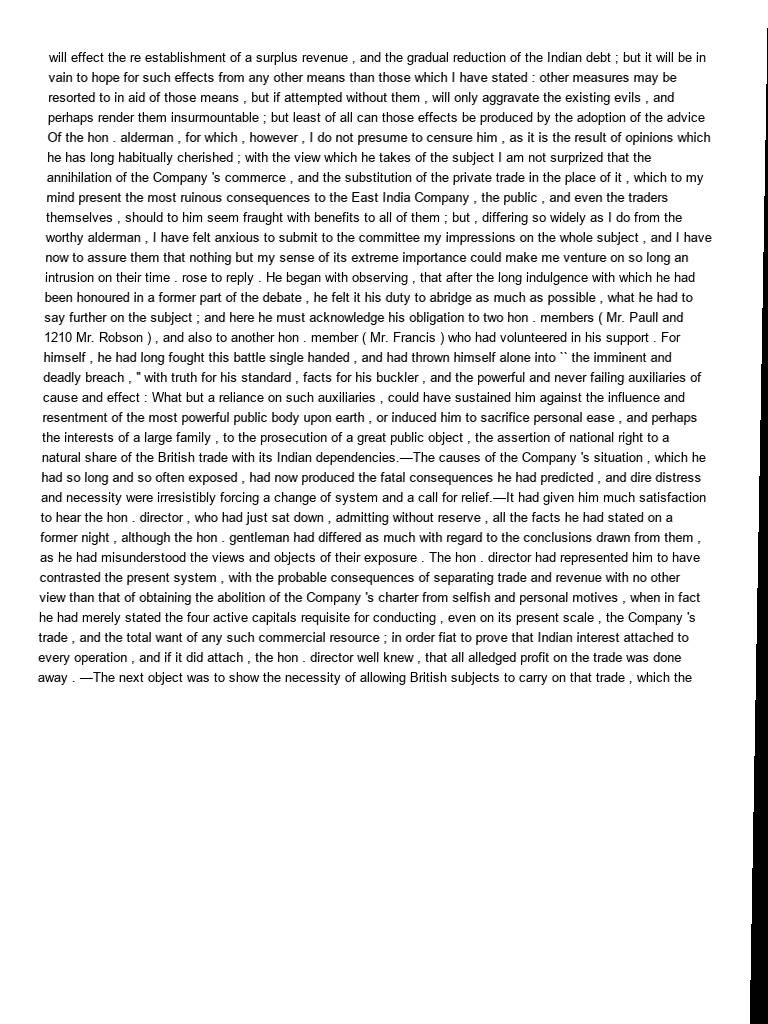 will effect the re establishment of a surplus revenue , and the gradual reduction of the Indian debt ; but it will be in
vain to hope for such effects from any other means than those which I have stated : other measures may be
resorted to in aid of those means , but if attempted without them , will only aggravate the existing evils , and
perhaps render them insurmountable ; but least of all can those effects be produced by the adoption of the advice
Of the hon . alderman , for which , however , I do not presume to censure him , as it is the result of opinions which
he has long habitually cherished ; with the view which he takes of the subject I am not surprized that the
annihilation of the Company 's commerce , and the substitution of the private trade in the place of it , which to my
mind present the most ruinous consequences to the East India Company , the public , and even the traders
themselves , should to him seem fraught with benefits to all of them ; but , differing so widely as I do from the
worthy alderman , I have felt anxious to submit to the committee my impressions on the whole subject , and I have
now to assure them that nothing but my sense of its extreme importance could make me venture on so long an
intrusion on their time . rose to reply . He began with observing , that after the long indulgence with which he had
been honoured in a former part of the debate , he felt it his duty to abridge as much as possible , what he had to
say further on the subject ; and here he must acknowledge his obligation to two hon . members ( Mr. Paull and
1210 Mr. Robson ) , and also to another hon . member ( Mr. Francis ) who had volunteered in his support . For
himself , he had long fought this battle single handed , and had thrown himself alone into `` the imminent and
deadly breach , '' with truth for his standard , facts for his buckler , and the powerful and never failing auxiliaries of
cause and effect : What but a reliance on such auxiliaries , could have sustained him against the influence and
resentment of the most powerful public body upon earth , or induced him to sacrifice personal ease , and perhaps
the interests of a large family , to the prosecution of a great public object , the assertion of national right to a
natural share of the British trade with its Indian dependencies.—The causes of the Company 's situation , which he
had so long and so often exposed , had now produced the fatal consequences he had predicted , and dire distress
and necessity were irresistibly forcing a change of system and a call for relief.—It had given him much satisfaction
to hear the hon . director , who had just sat down , admitting without reserve , all the facts he had stated on a
former night , although the hon . gentleman had differed as much with regard to the conclusions drawn from them ,
as he had misunderstood the views and objects of their exposure . The hon . director had represented him to have
contrasted the present system , with the probable consequences of separating trade and revenue with no other
view than that of obtaining the abolition of the Company 's charter from selfish and personal motives , when in fact
he had merely stated the four active capitals requisite for conducting , even on its present scale , the Company 's
trade , and the total want of any such commercial resource ; in order fiat to prove that Indian interest attached to
every operation , and if it did attach , the hon . director well knew , that all alledged profit on the trade was done
away . —The next object was to show the necessity of allowing British subjects to carry on that trade , which the